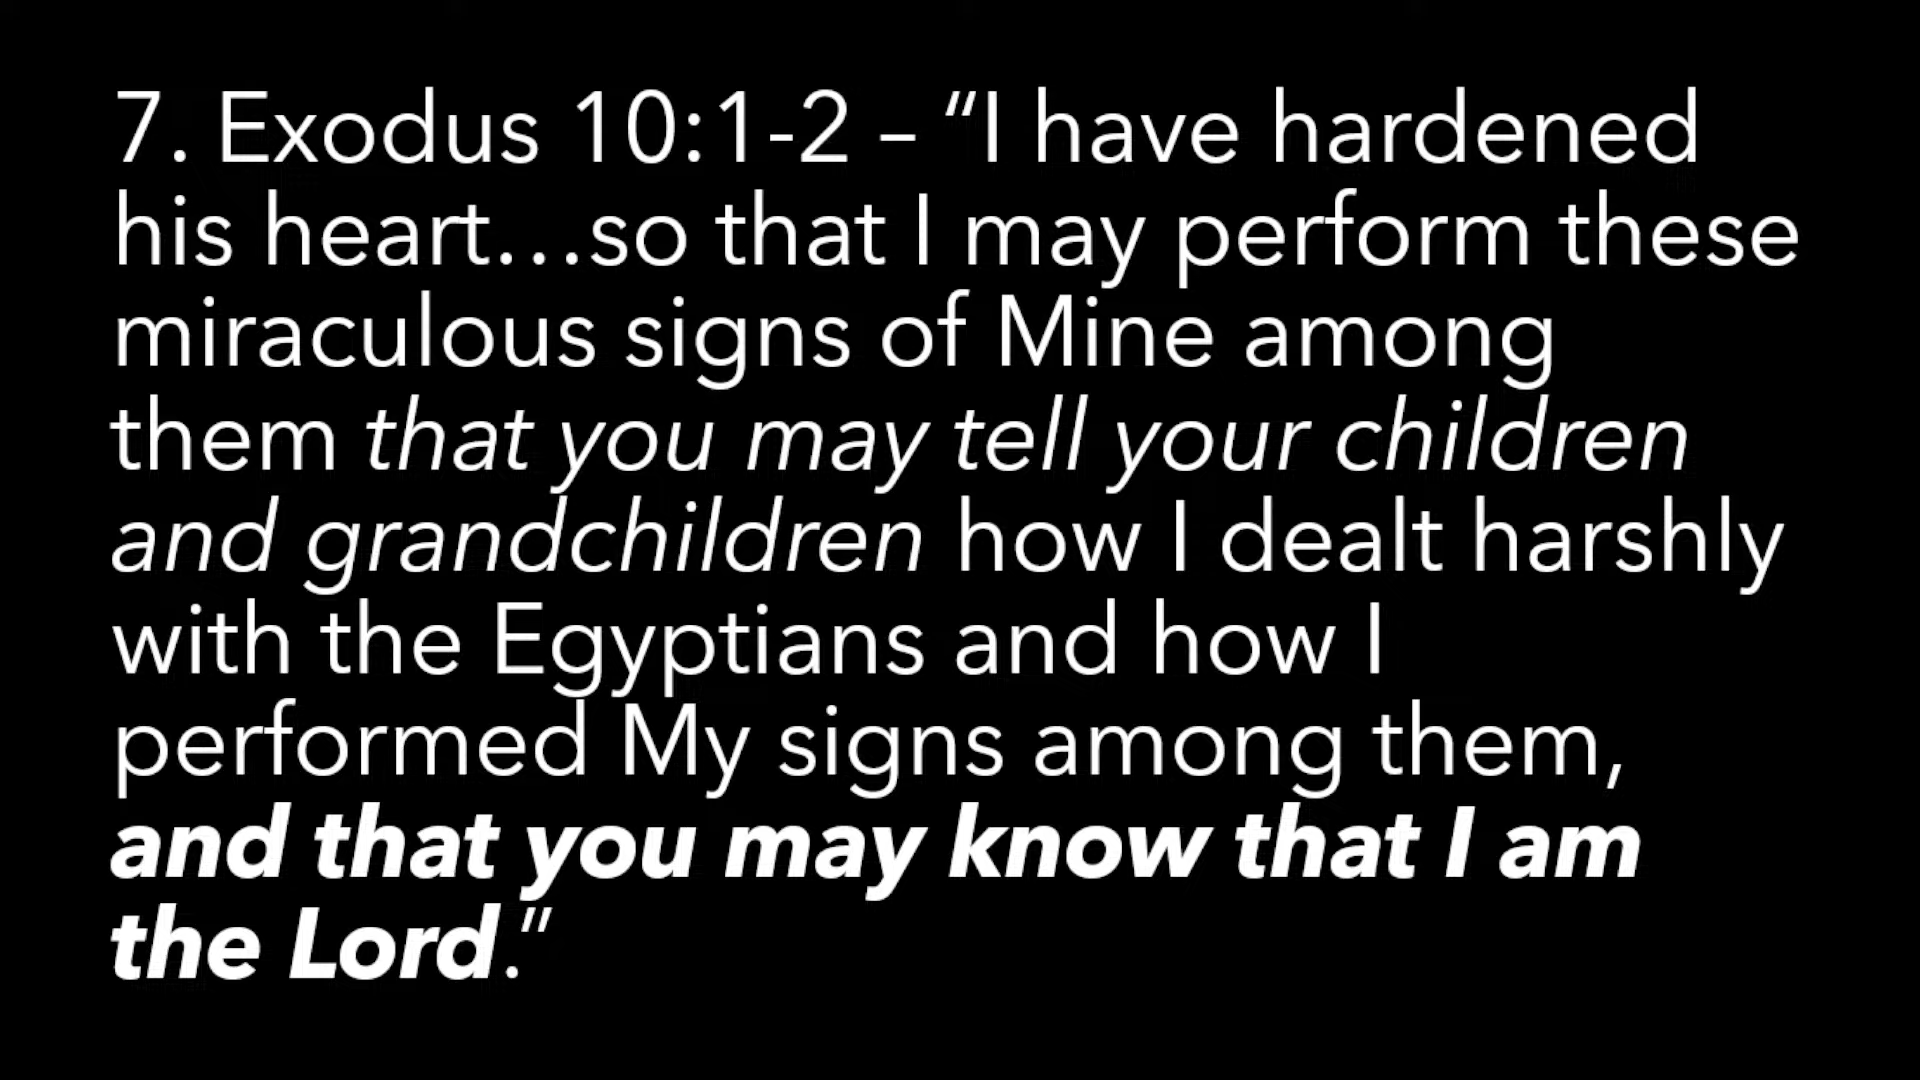 7. Exodus 10:1-2 – “I have hardened
his heart…so that I may perform these
miraculous signs of Mine among
them that you may tell your children
and grandchildren how I dealt harshly
with the Egyptians and how I
performed My signs among them,
and that you may know that I am
the Lord.”